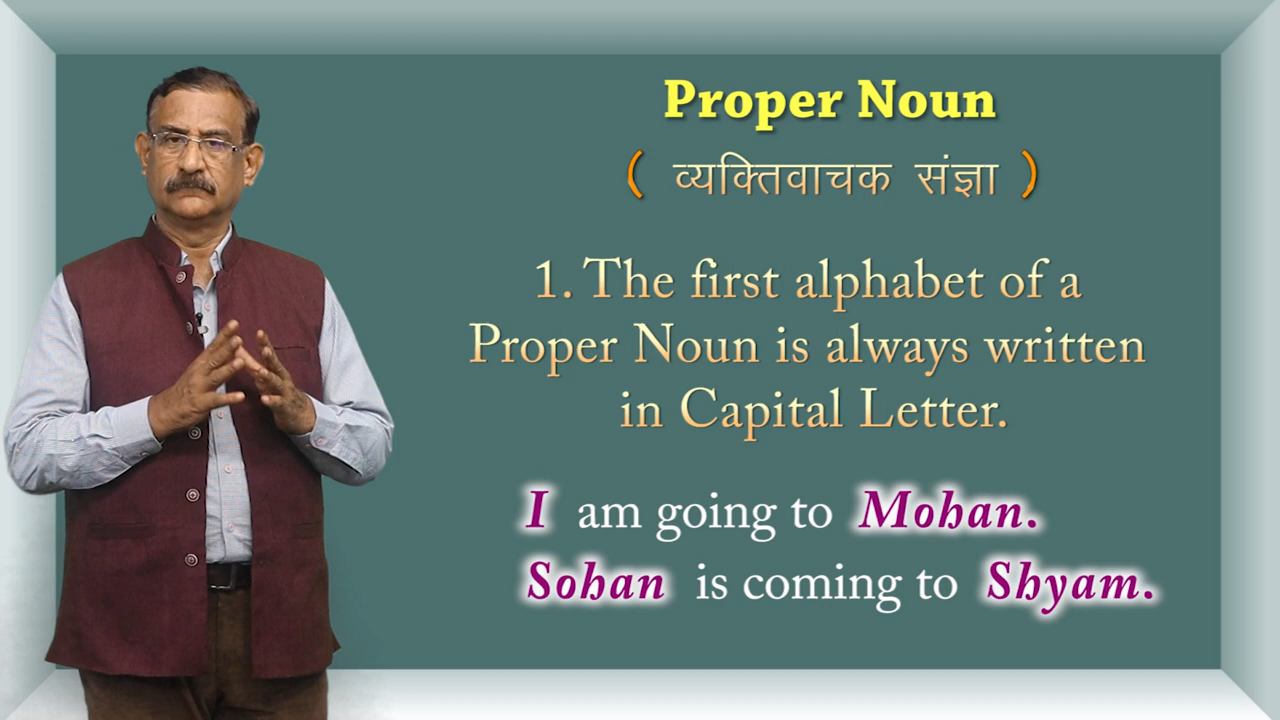 Proper Noun
( व्यक्तिवाचक संज्ञा )
1. The first alphabet of a
Proper Noun is always written
in Capital Letter.
I am going to Mohan.
Sohan is coming to Shyam.